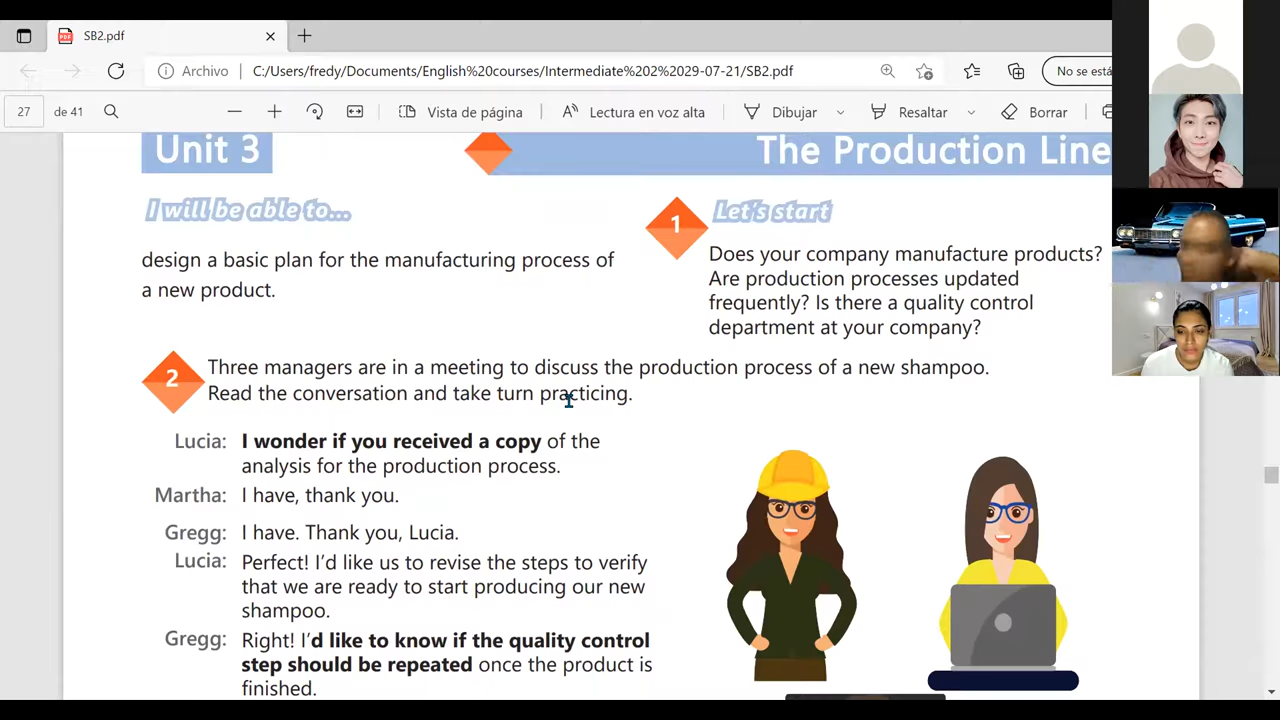 SB2.pdf
Archivo
C:/Users/fredy/Documents/English%20courses/Intermediate%202%2029-07-21/SB2.pdf
No se está
27 de 41
Vista de página
Lectura en voz alta
Dibujar
Resaltar
Borrar
Unit 3
The Production Line
I will be able to...
design a basic plan for the manufacturing process of
a new product.
1
Let's start
Does your company manufacture products?
Are production processes updated
frequently? Is there a quality control
department at your company?
2
Three managers are in a meeting to discuss the production process of a new shampoo.
Read the conversation and take turn practicing.
Lucia: I wonder if you received a copy of the
analysis for the production process.
Martha: I have, thank you.
Gregg: I have. Thank you, Lucia.
Lucia: Perfect! I'd like us to revise the steps to verify
that we are ready to start producing our new
shampoo.
Gregg: Right! I'd like to know if the quality control
step should be repeated once the product is
finished.